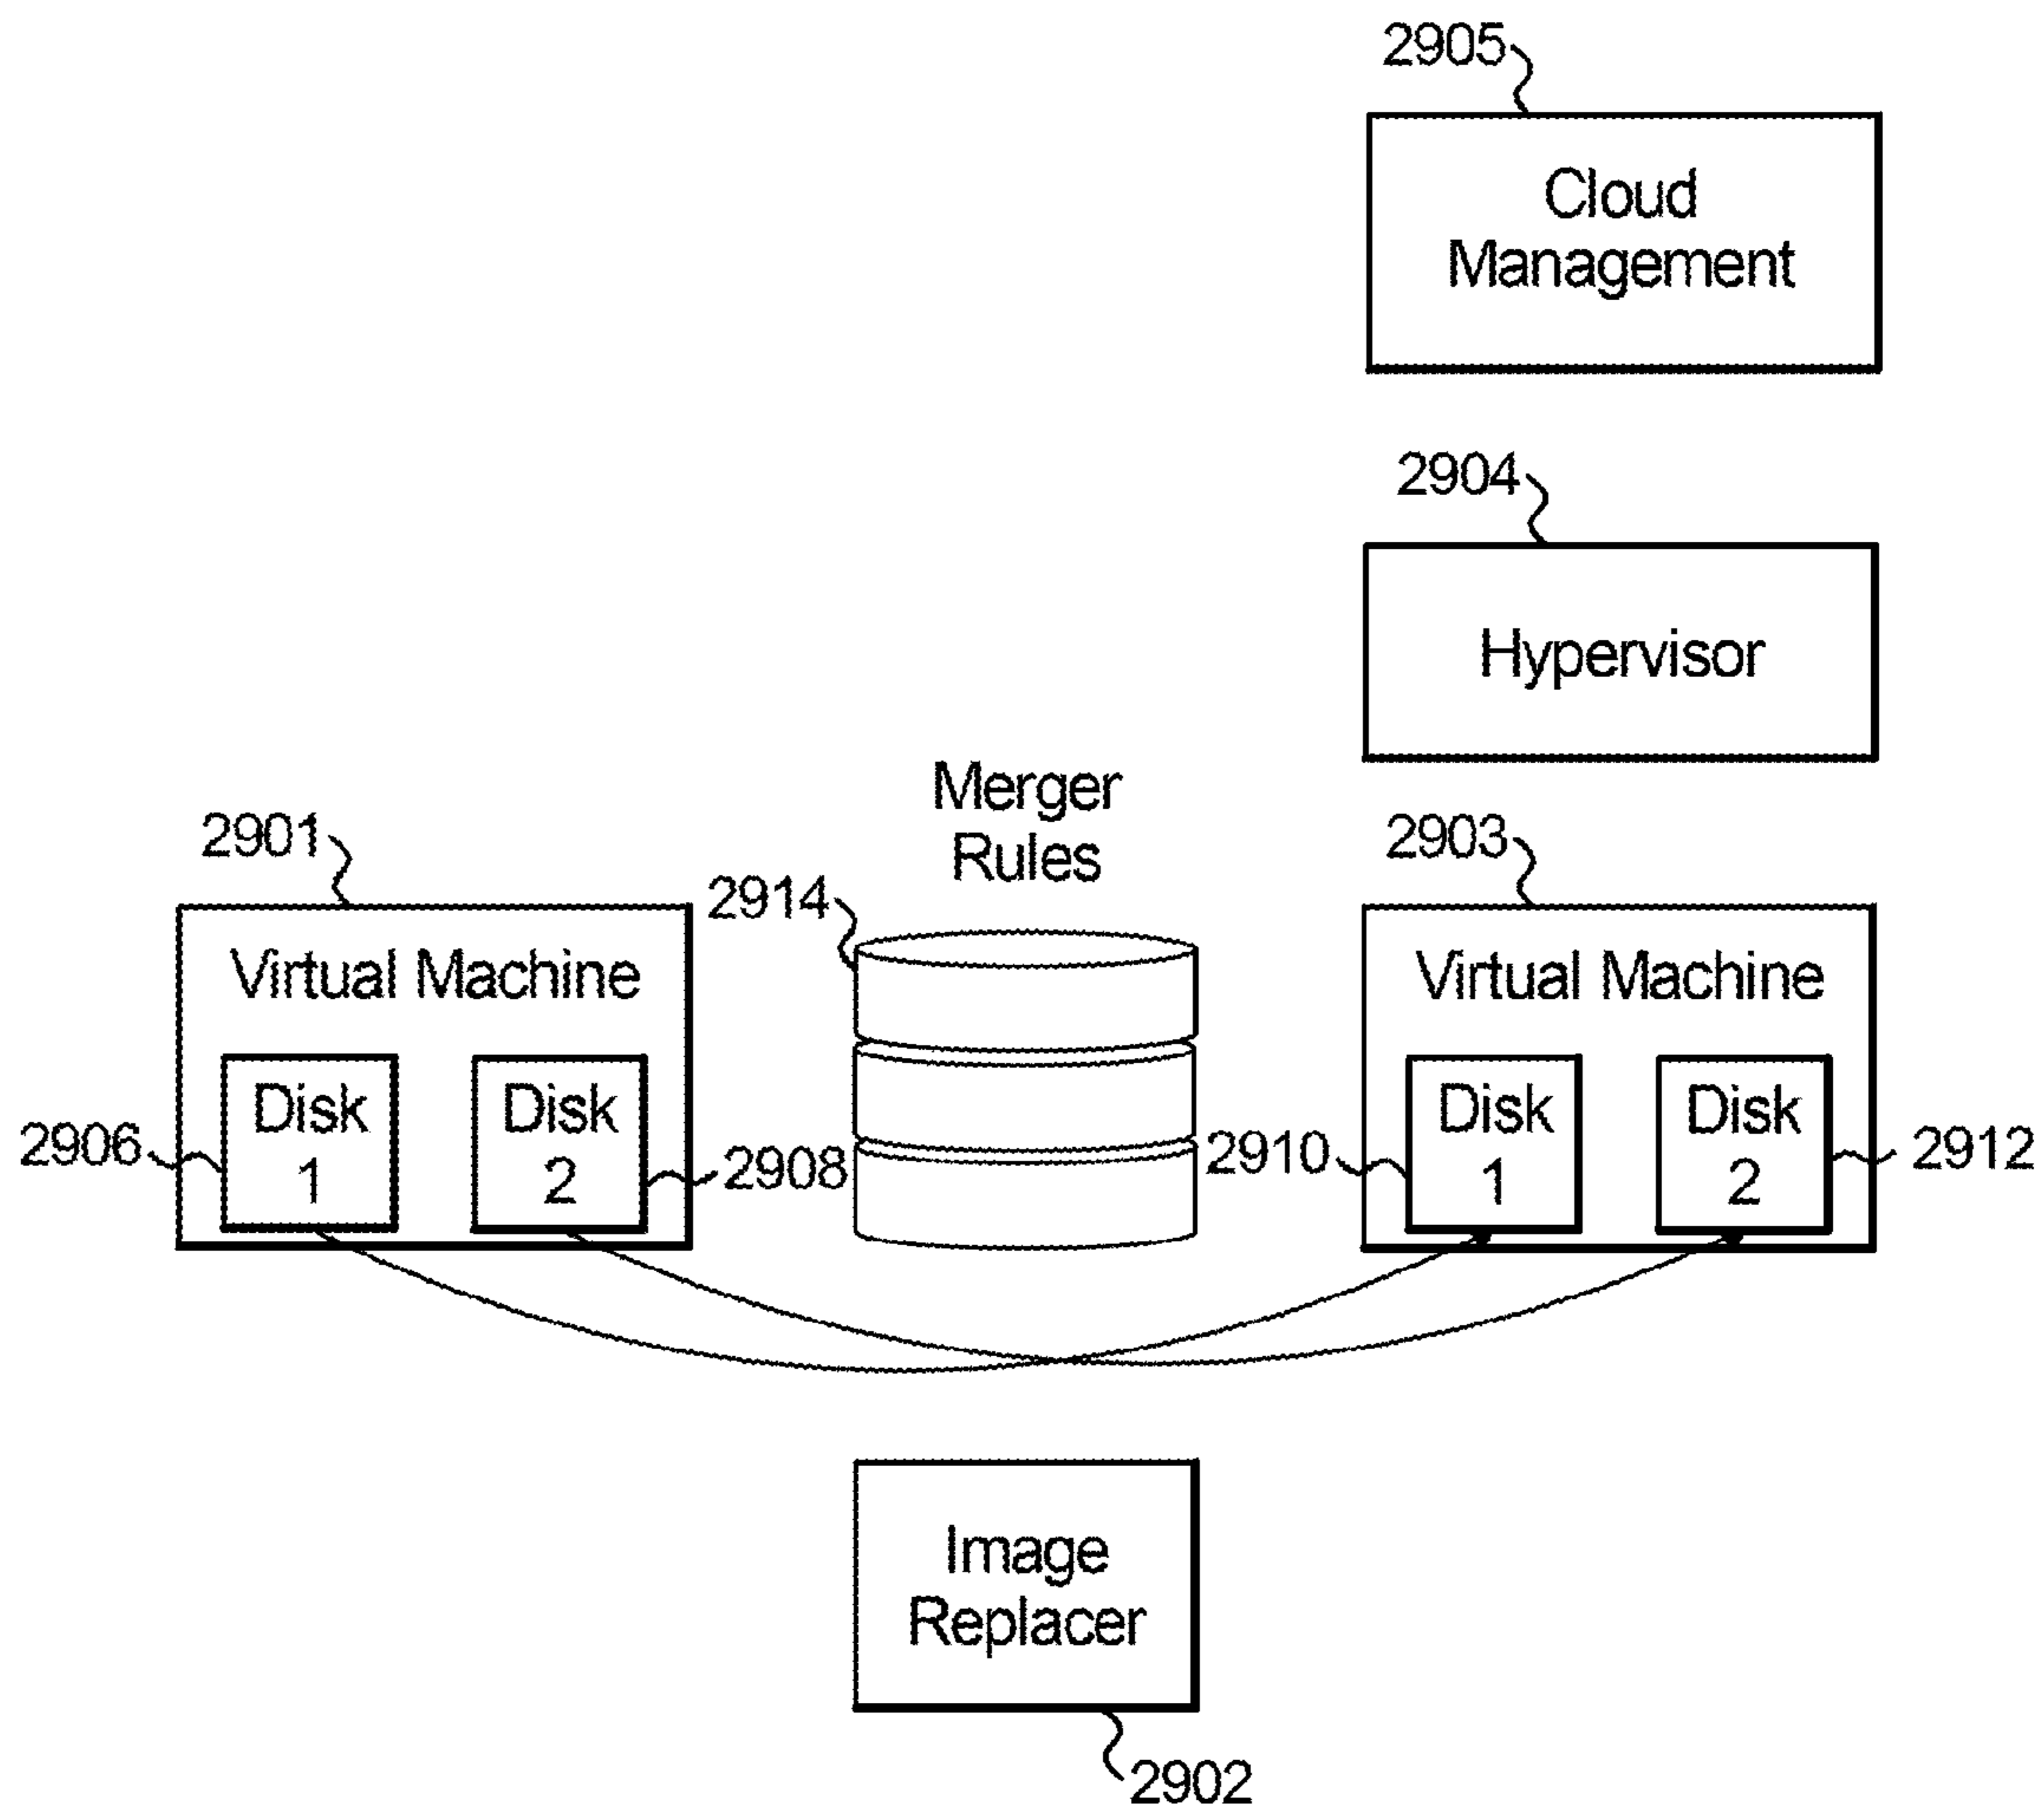 2905
Cloud
Management
2904
Hypervisor
Merger
Rules
2901
2903
2914
Virtual Machine
Virtual Machine
Disk
1
Disk
2
Disk
1
Disk
2
2906
2908
2910
2912
Image
Replacer
2902